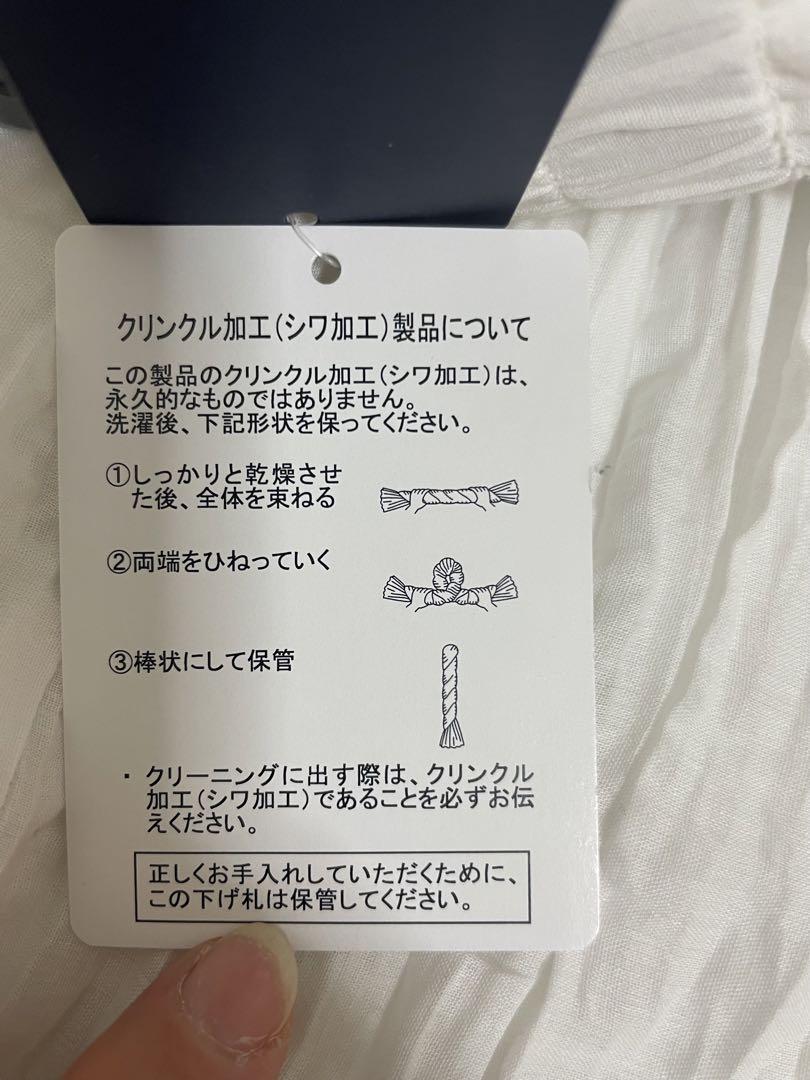 クリンクル加工(シワ加工)製品について
この製品のクリンクル加工(シワ加工)は、
永久的なものではありません。
洗濯後、下記形状を保ってください。
①しっかりと乾燥させ
た後、全体を束ねる
②両端をひねっていく
③棒状にして保管
・クリーニングに出す際は、クリンクル
加工(シワ加工)であることを必ずお伝
えください。
正しくお手入れしていただくために、
この下げ札は保管してください。